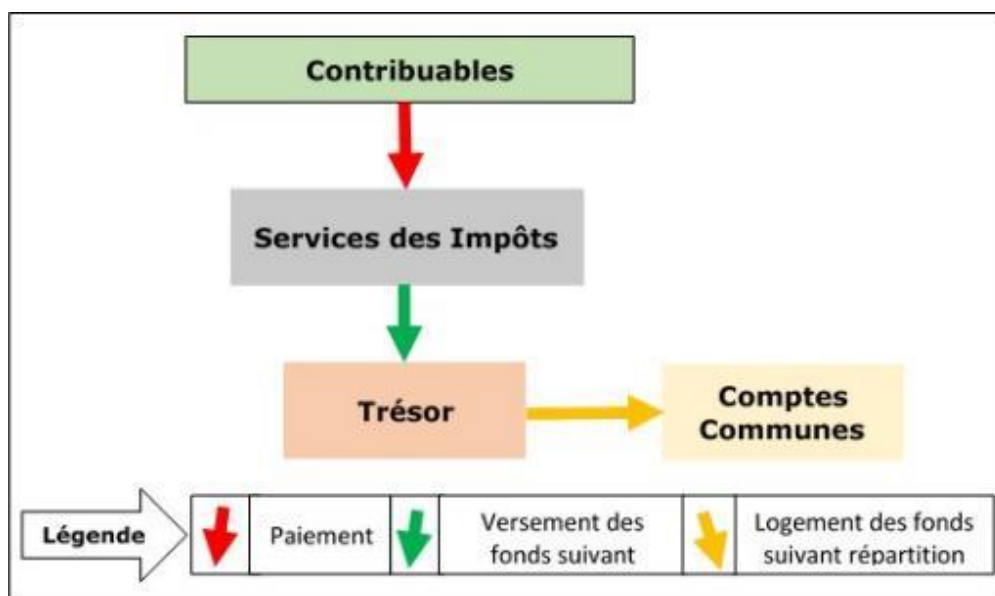 Contribuables
Services des Impôts
Trésor
Comptes
Communes
Légende
Paiement
Versement des
fonds suivant
Logement des fonds
suivant répartition